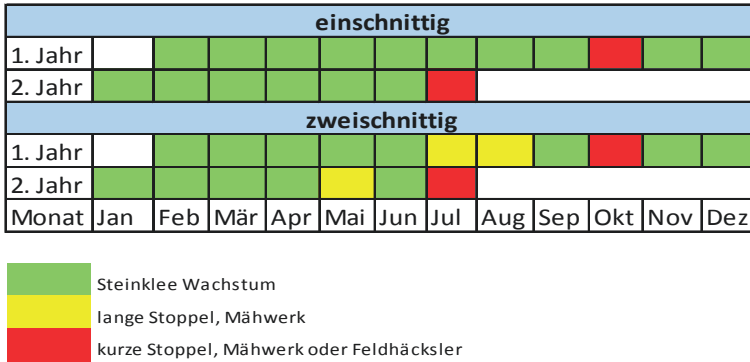 einschnittig
1. Jahr
2. Jahr
zweischnittig
1. Jahr
2. Jahr
Monat Jan Feb Mär Apr Mai Jun Jul Aug Sep Okt Nov Dez
Steinklee Wachstum
lange Stoppel, Mähwerk
kurze Stoppel, Mähwerk oder Feldhäcksler